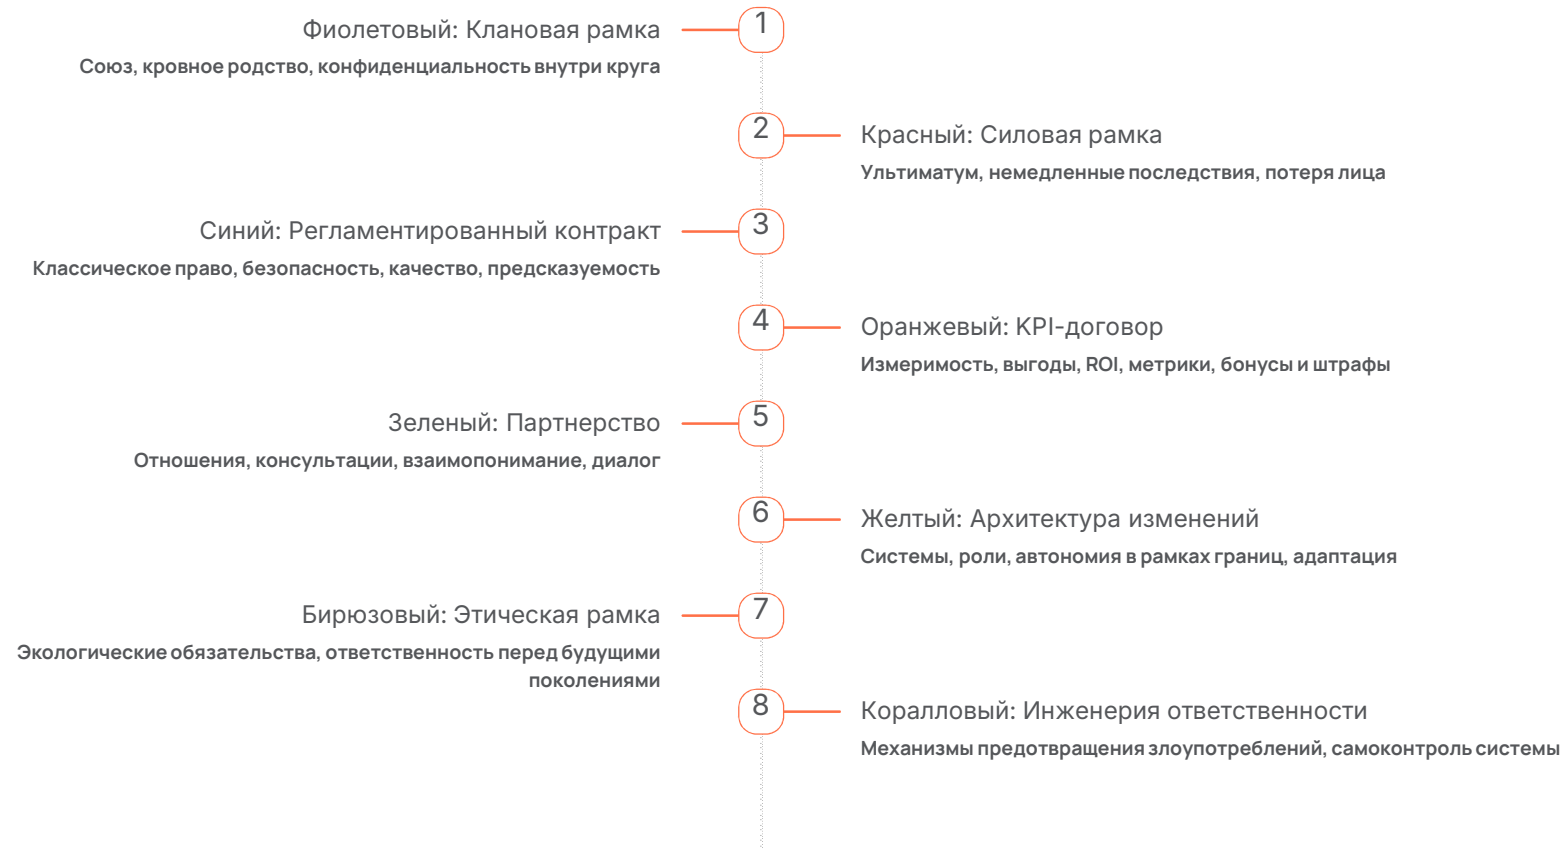 Фиолетовый: Клановая рамка
Союз, кровное родство, конфиденциальность внутри круга
1
2
Красный: Силовая рамка
Ультиматум, немедленные последствия, потеря лица
Синий: Регламентированный контракт
Классическое право, безопасность, качество, предсказуемость
3
4
Оранжевый: KPI-договор
Измеримость, выгоды, ROI, метрики, бонусы и штрафы
Зеленый: Партнерство
Отношения, консультации, взаимопонимание, диалог
5
6
Желтый: Архитектура изменений
Системы, роли, автономия в рамках границ, адаптация
Бирюзовый: Этическая рамка
Экологические обязательства, ответственность перед будущими
поколениями
7
8
Коралловый: Инженерия ответственности
Механизмы предотвращения злоупотреблений, самоконтроль системы